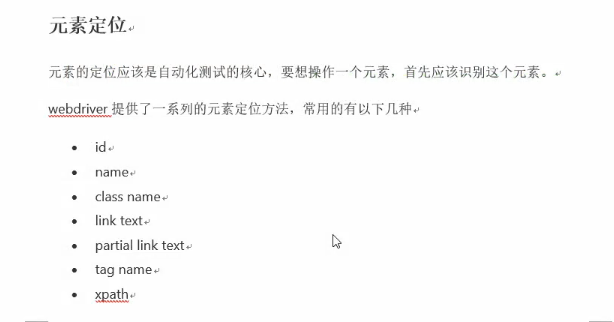 元素定位
元素的定位应该是自动化测试的核心，要想操作一个元素，首先应该识别这个元素。
webdriver 提供了一系列的元素定位方法，常用的有以下几种
• id
• name
• class name
• link text
• partial link text
• tag name
• xpath